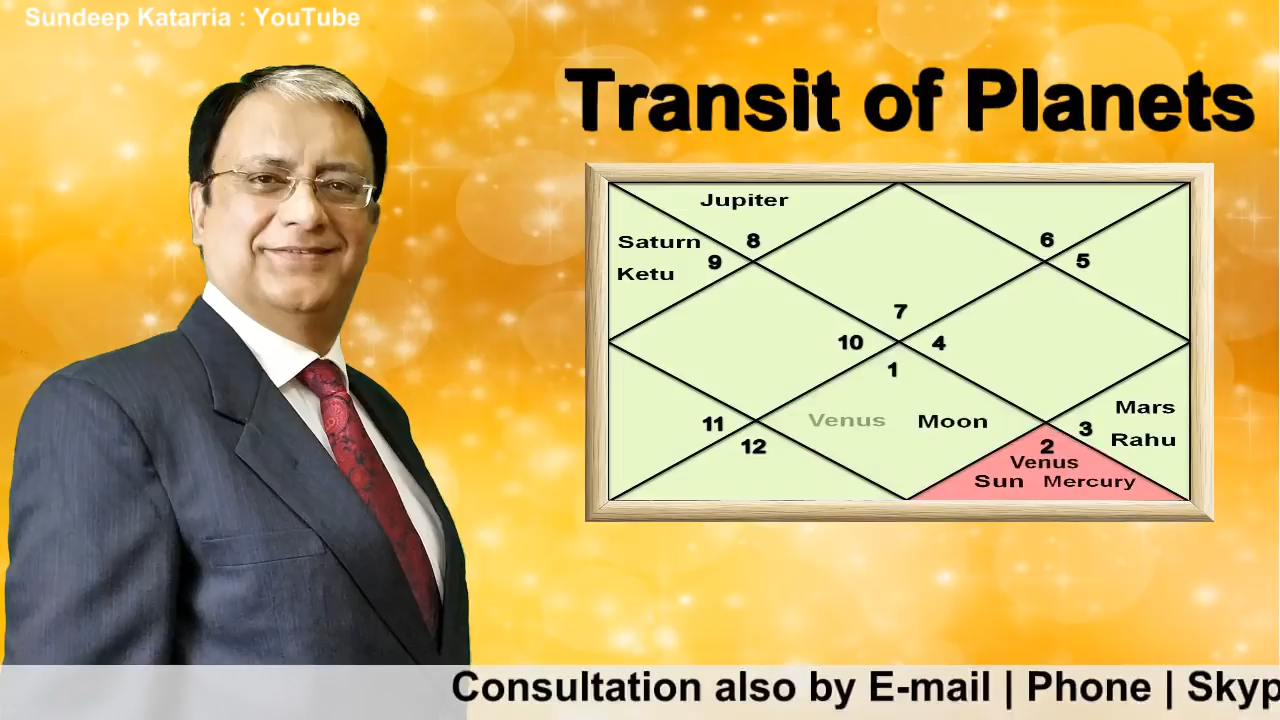 Sundeep Katarria : YouTube
Transit of Planets
Jupiter
Saturn
8
9
Ketu
6
5
7
10
4
1
Venus
Moon
11
12
Mars
3
Rahu
2
Venus
Sun Mercury
Consultation also by E-mail | Phone | Skyp